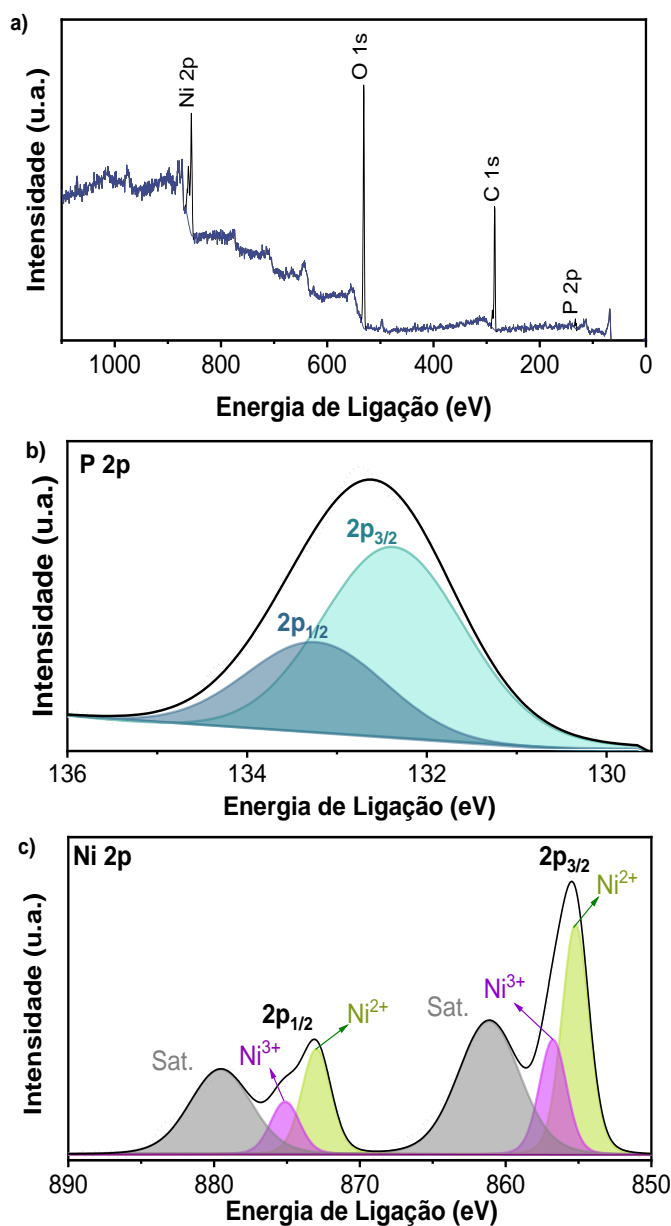 a)
Ni 2p
O 1s
C 1s
P 2p
Intensidade (u.a.)
1000 800 600 400 200 0
Energia de Ligação (eV)
b)
P 2p
2p3/2
2p1/2
Intensidade (u.a.)
136 134 132 130
Energia de Ligação (eV)
c)
Ni 2p
2p3/2
Ni2+
Ni3+
Sat.
2p1/2
Ni2+
Ni3+
Sat.
Intensidade (u.a.)
890 880 870 860 850
Energia de Ligação (eV)